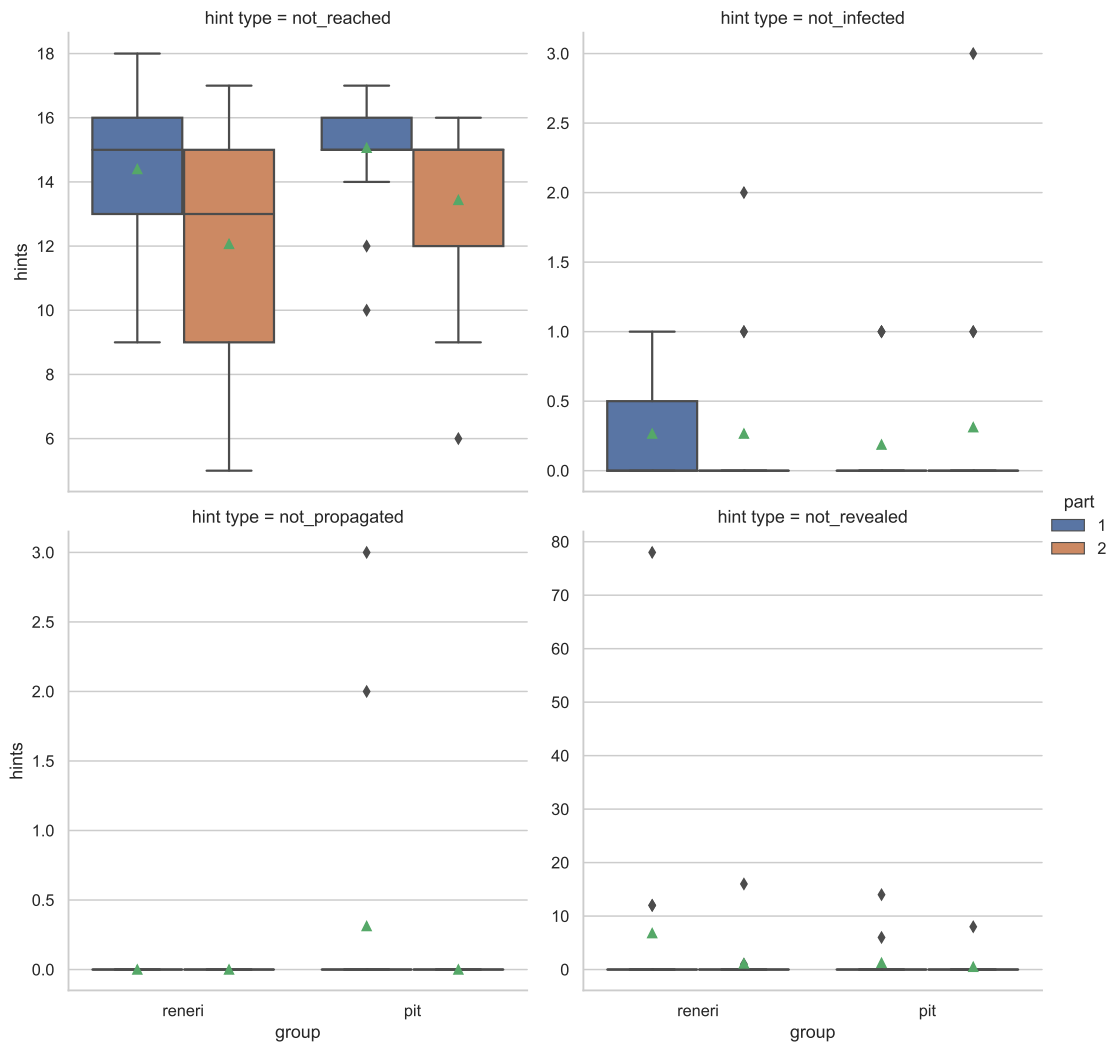 hint type = not_reached
hint type = not_infected
18
16
14
12
10
8
6
hints
3.0
2.5
2.0
1.5
1.0
0.5
0.0
part
1
2
hint type = not_propagated
hint type = not_revealed
3.0
2.5
2.0
1.5
1.0
0.5
0.0
hints
80
70
60
50
40
30
20
10
0
reneri
pit
group
reneri
pit
group